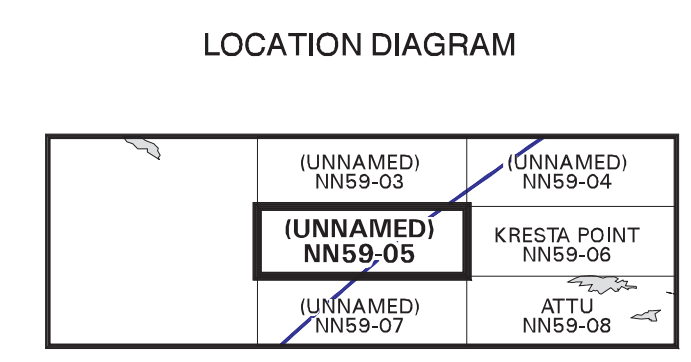 LOCATION DIAGRAM
(UNNAMED)
NN59-03
(UNNAMED)
NN59-04
(UNNAMED)
NN59-05
KRESTA POINT
NN59-06
(UNNAMED)
NN59-07
ATTU
NN59-08